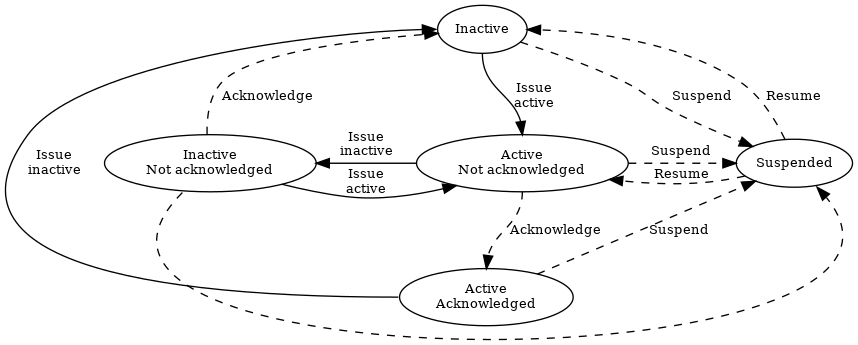 Inactive
Issue
active
Suspend
Resume
Acknowledge
Issue
inactive
Inactive
Not acknowledged
Issue
inactive
Issue
active
Active
Not acknowledged
Suspend
Resume
Suspended
Acknowledge
Suspend
Active
Acknowledged